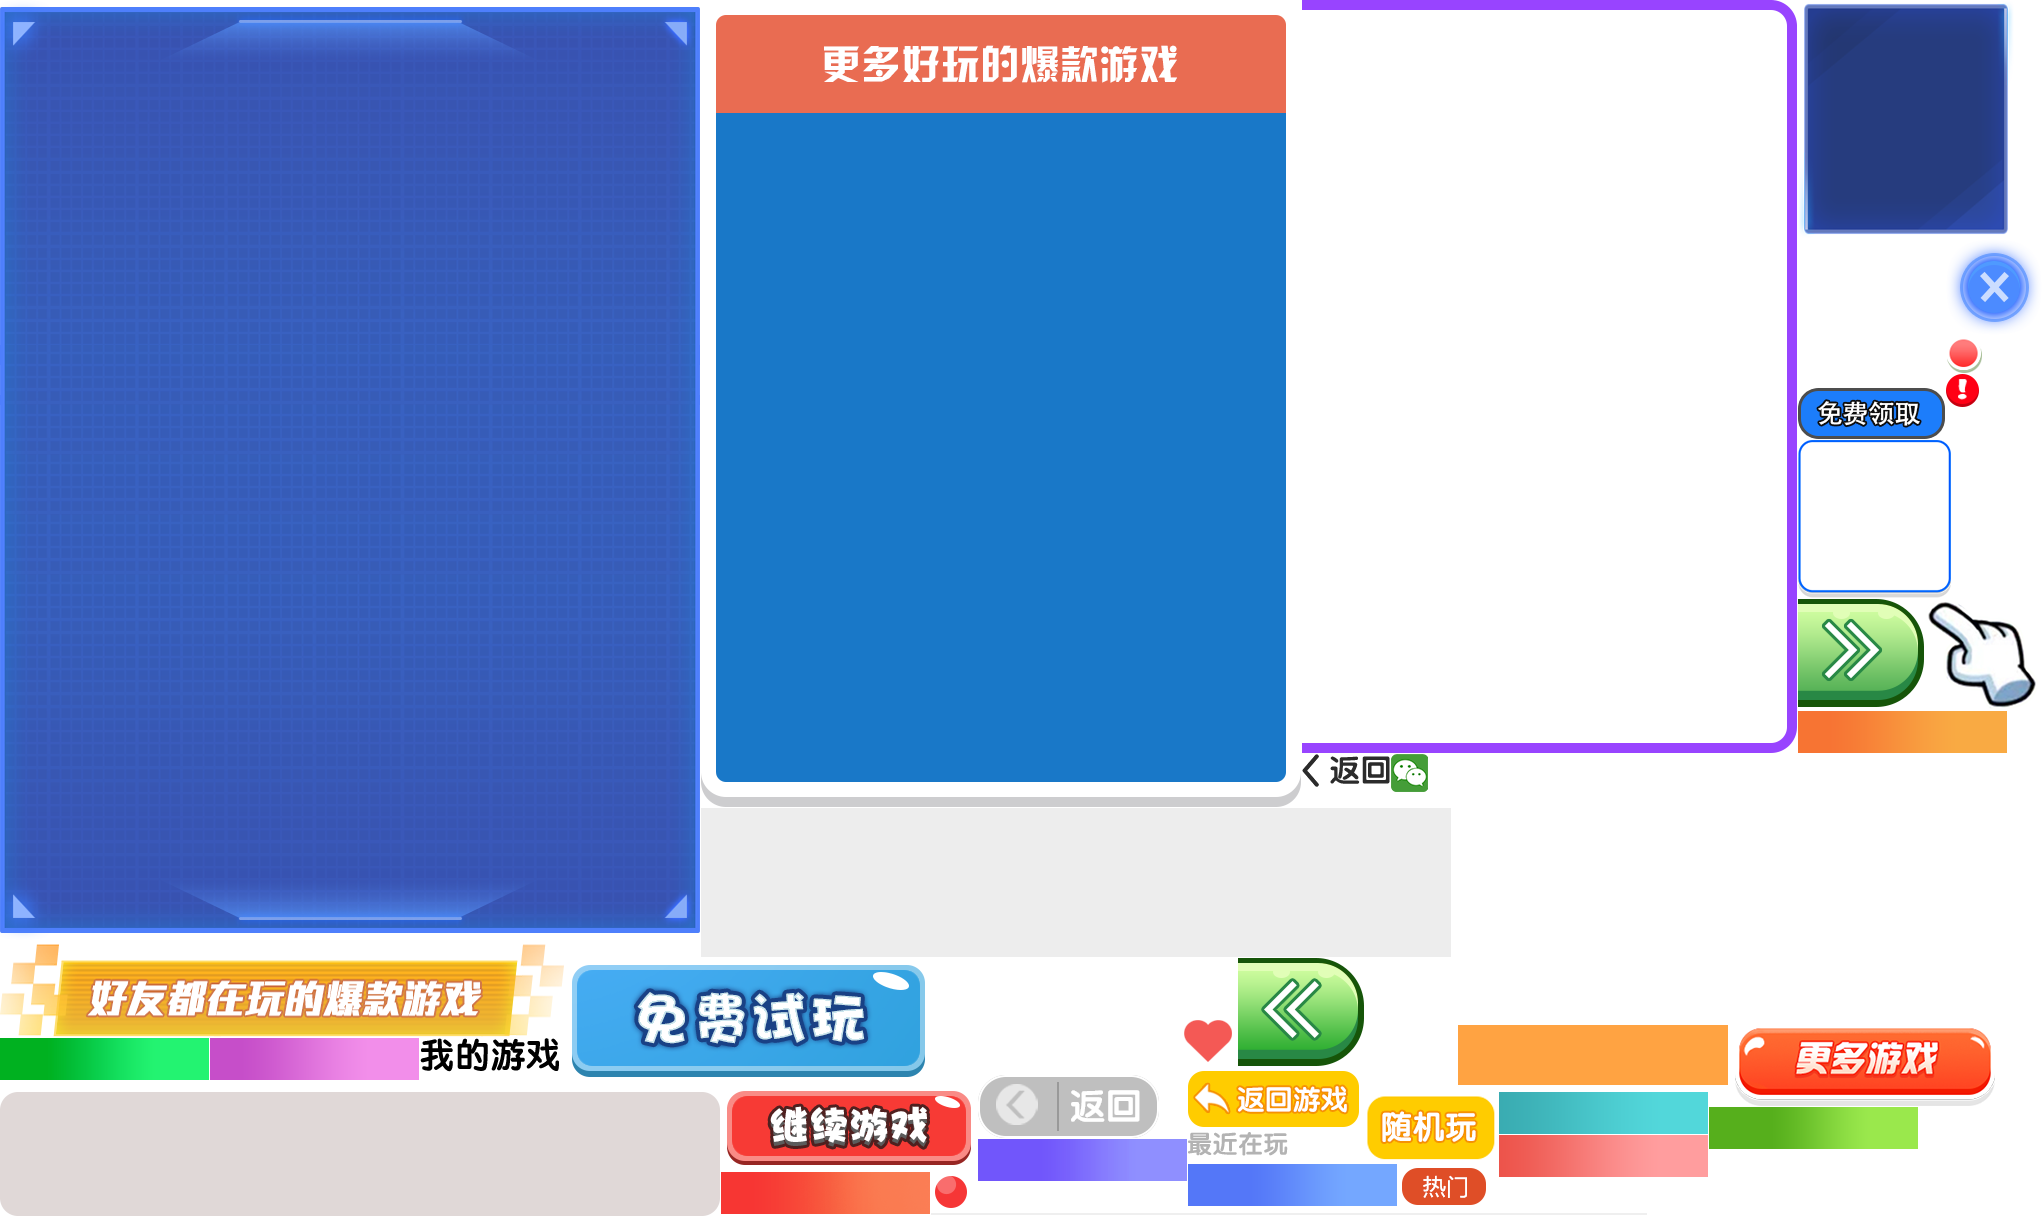 更多好玩的爆款游戏
免费领取
返回
好友都在玩的爆款游戏
免费试玩
我的游戏
更多游戏
继续游戏
返回
返回游戏
随机玩
最近在玩
热门